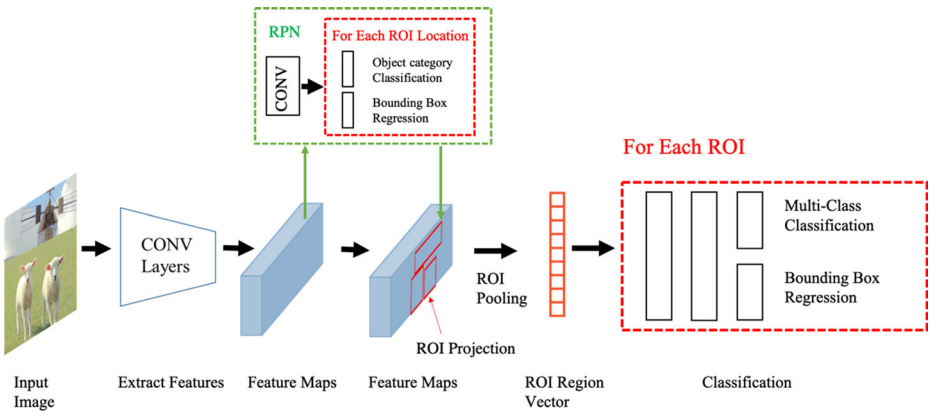 RPN
For Each ROI Location
CONV
Object category
Classification
Bounding Box
Regression
For Each ROI
CONV
Layers
Multi-Class
Classification
ROI
Pooling
Bounding Box
Regression
ROI Projection
Input
Image
Extract Features
Feature Maps
Feature Maps
ROI Region
Vector
Classification